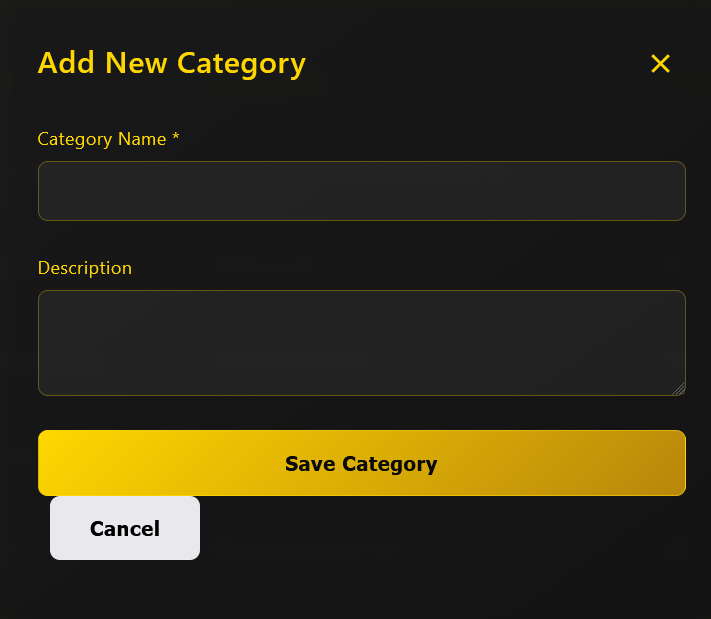 Add New Category
Category Name *
Description
Save Category
Cancel